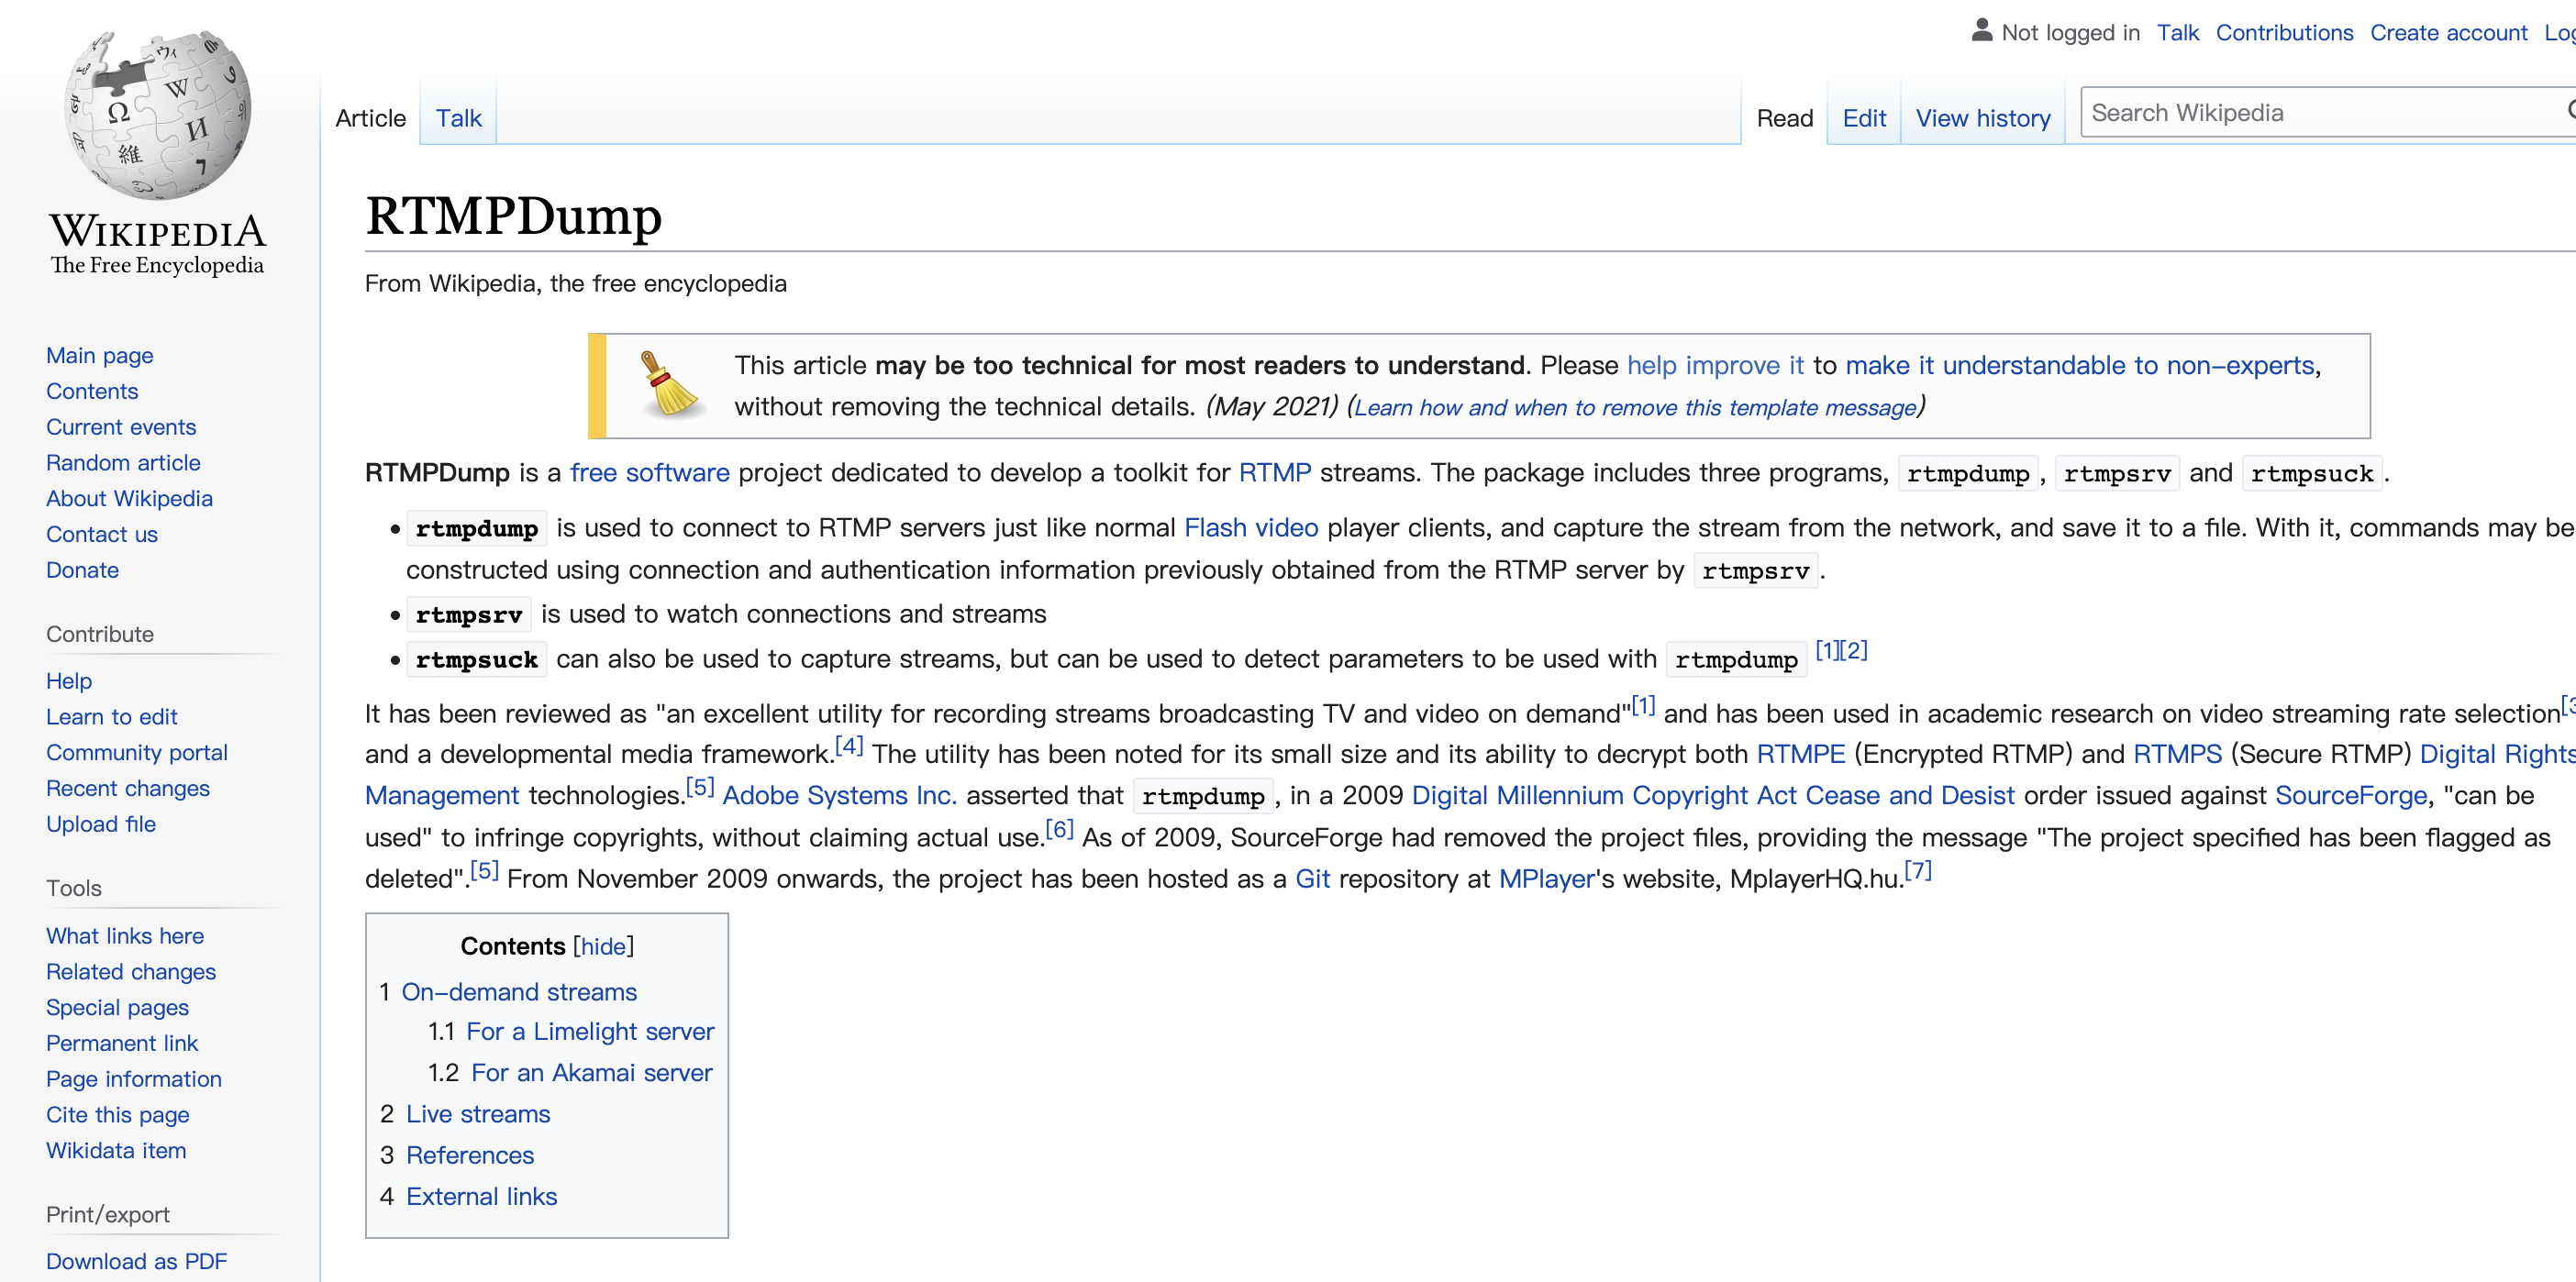 Not logged in Talk Contributions Create account
Article Talk Read Edit View history Search Wikipedia
WIKIPEDIA
The Free Encyclopedia
Main page
Contents
Current events
Random article
About Wikipedia
Contact us
Donate
Contribute
Help
Learn to edit
Community portal
Recent changes
Upload file
Tools
What links here
Related changes
Special pages
Permanent link
Page information
Cite this page
Wikidata item
Print/export
Download as PDF
RTMPDump
From Wikipedia, the free encyclopedia
This article may be too technical for most readers to understand. Please help improve it to make it understandable to non-experts,
without removing the technical details. (May 2021) (Learn how and when to remove this template message)
RTMPDump is a free software project dedicated to develop a toolkit for RTMP streams. The package includes three programs, rtmpdump, rtmpsrv and rtmpsuck.
• rtmpdump is used to connect to RTMP servers just like normal Flash video player clients, and capture the stream from the network, and save it to a file. With it, commands may be
constructed using connection and authentication information previously obtained from the RTMP server by rtmpsrv.
• rtmpsrv is used to watch connections and streams
• rtmpsuck can also be used to capture streams, but can be used to detect parameters to be used with rtmpdump [1][2]
It has been reviewed as "an excellent utility for recording streams broadcasting TV and video on demand"[1] and has been used in academic research on video streaming rate selection
and a developmental media framework.[4] The utility has been noted for its small size and its ability to decrypt both RTMPE (Encrypted RTMP) and RTMPS (Secure RTMP) Digital Rights
Management technologies.[5] Adobe Systems Inc. asserted that rtmpdump, in a 2009 Digital Millennium Copyright Act Cease and Desist order issued against SourceForge, "can be
used" to infringe copyrights, without claiming actual use.[6] As of 2009, SourceForge had removed the project files, providing the message "The project specified has been flagged as
deleted".[5] From November 2009 onwards, the project has been hosted as a Git repository at MPlayer's website, MplayerHQ.hu.[7]
Contents [hide]
1 On-demand streams
1.1 For a Limelight server
1.2 For an Akamai server
2 Live streams
3 References
4 External links